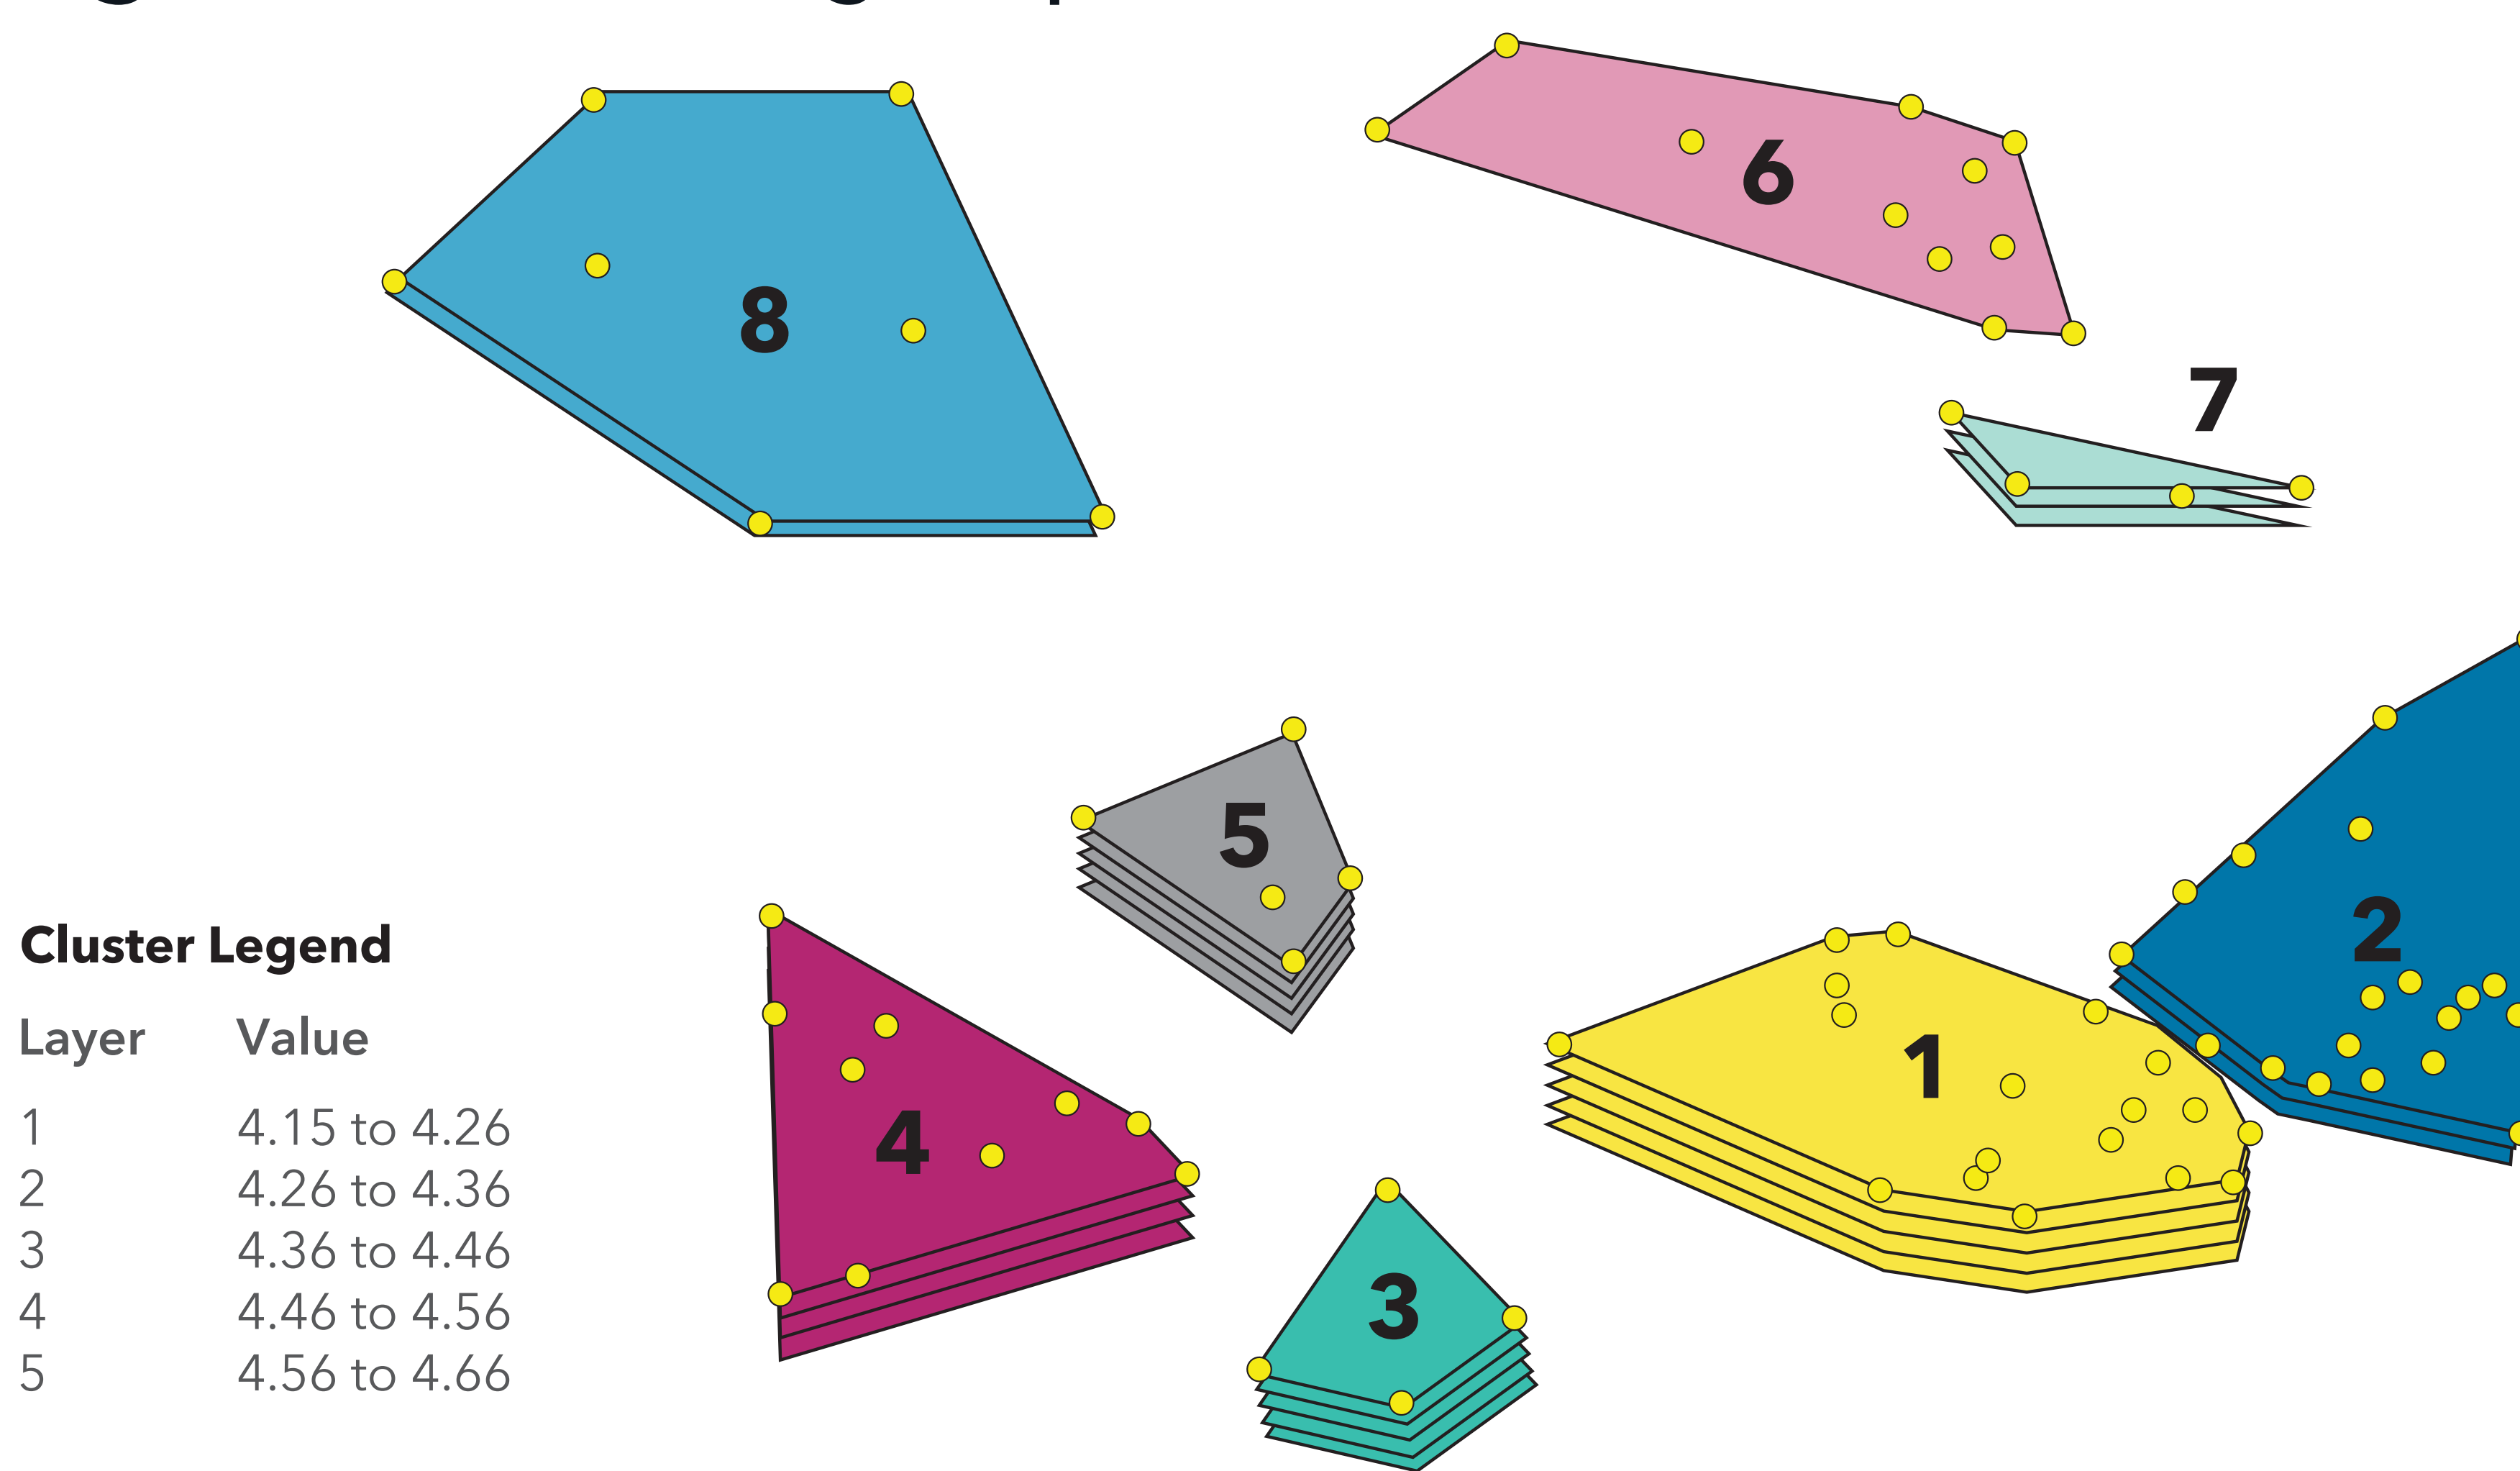 6
8
7
5
2
Cluster Legend
Layer Value
1
4
1 4.15 to 4.26
2 4.26 to 4.36
3 4.36 to 4.46
3
4 4.46 to 4.56
5 4.56 to 4.66